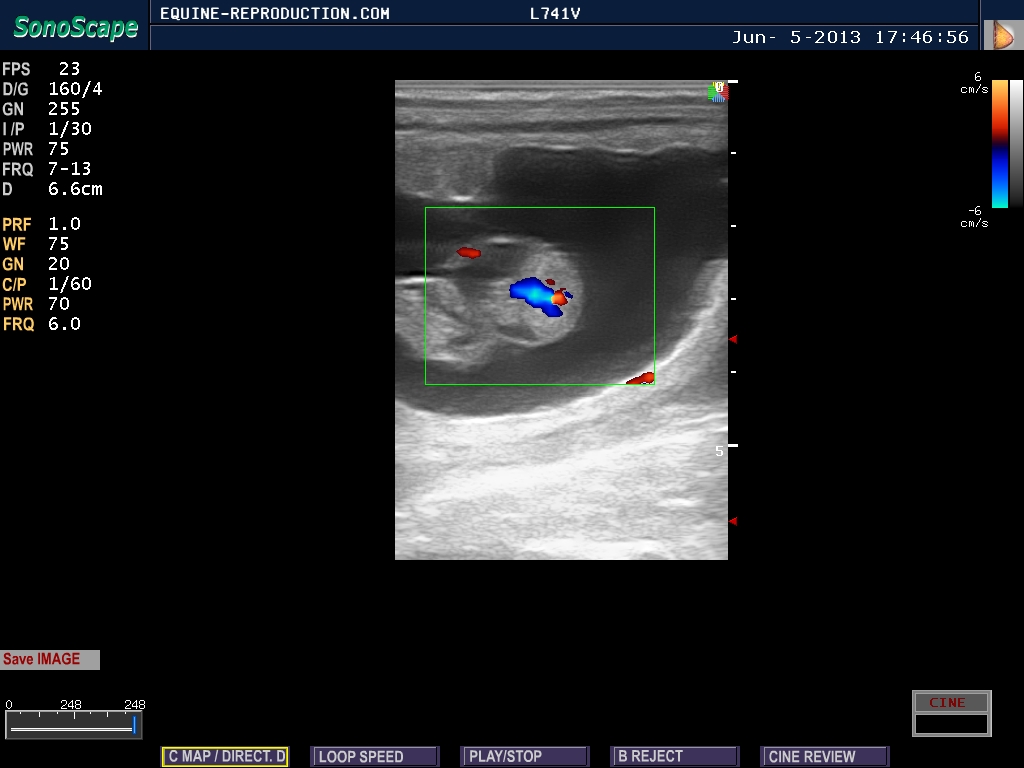 SonoScape
EQUINE-REPRODUCTION.COM L741V
Jun- 5-2013 17:46:56
FPS 23
D/G 160/4
GN 255
I/P 1/30
PWR 75
FRQ 7-13
D 6.6cm
PRF 1.0
WF 75
GN 20
C/P 1/60
PWR 70
FRQ 6.0
6
cm/s
-6
cm/s
5
Save IMAGE
0 248 248
CINE
C MAP / DIRECT. D LOOP SPEED PLAY/STOP B REJECT CINE REVIEW